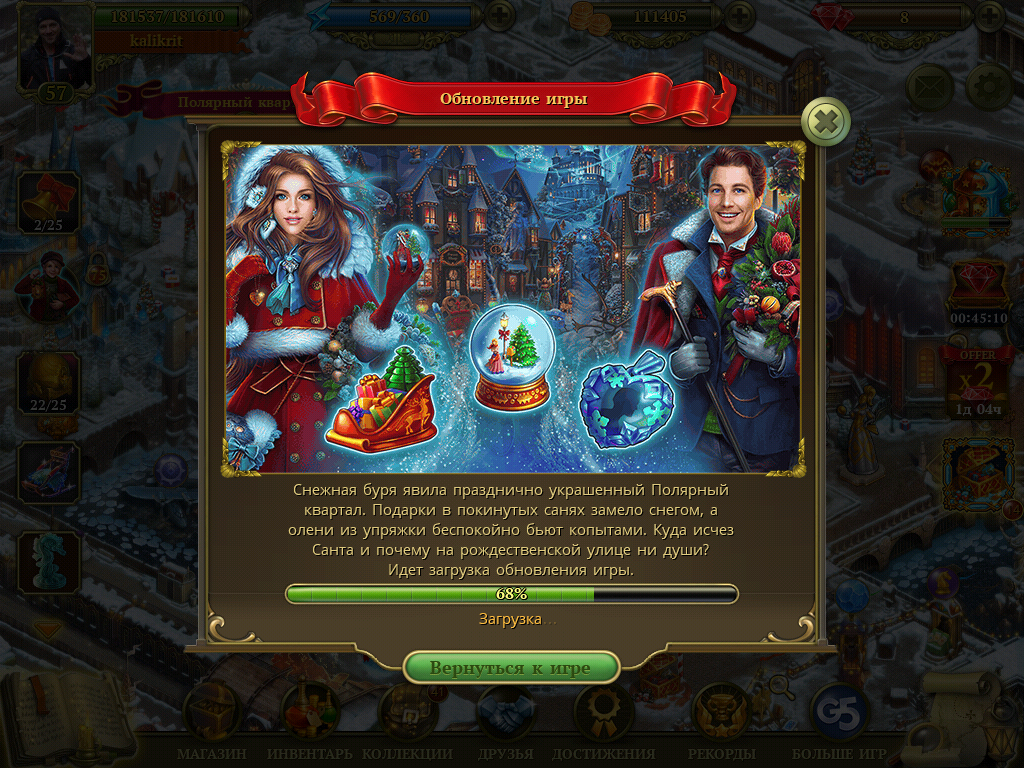 181537/181610
569/360
111405
8
kalikrit
57
Полярный квар
Обновление игры
2/25
22/25
00:45:10
OFFER
x2
1д 04ч
Снежная буря явила празднично украшенный Полярный
квартал. Подарки в покинутых санях замело снегом, а
олени из упряжки беспокойно бьют копытами. Куда исчез
Санта и почему на рождественской улице ни души?
Идет загрузка обновления игры.
68%
Загрузка...
Вернуться к игре
41
G5
МАГАЗИН
ИНВЕНТАРЬ
КОЛЛЕКЦИИ
ДРУЗЬЯ
ДОСТИЖЕНИЯ
РЕКОРДЫ
БОЛЬШЕ ИГР